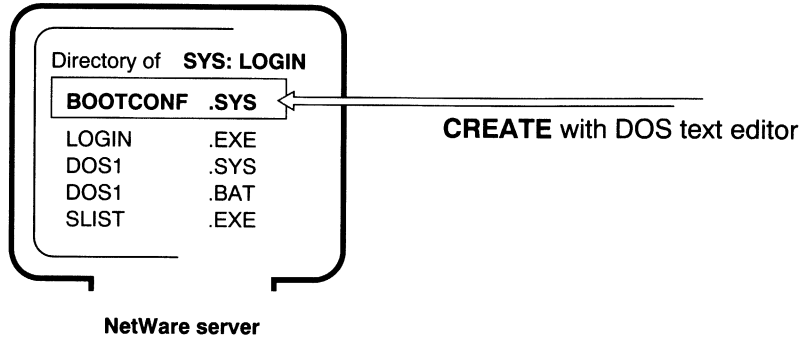 Directory of SYS: LOGIN
BOOTCONF .SYS
CREATE with DOS text editor
LOGIN .EXE
DOS1 .SYS
DOS1 .BAT
SLIST .EXE
NetWare server